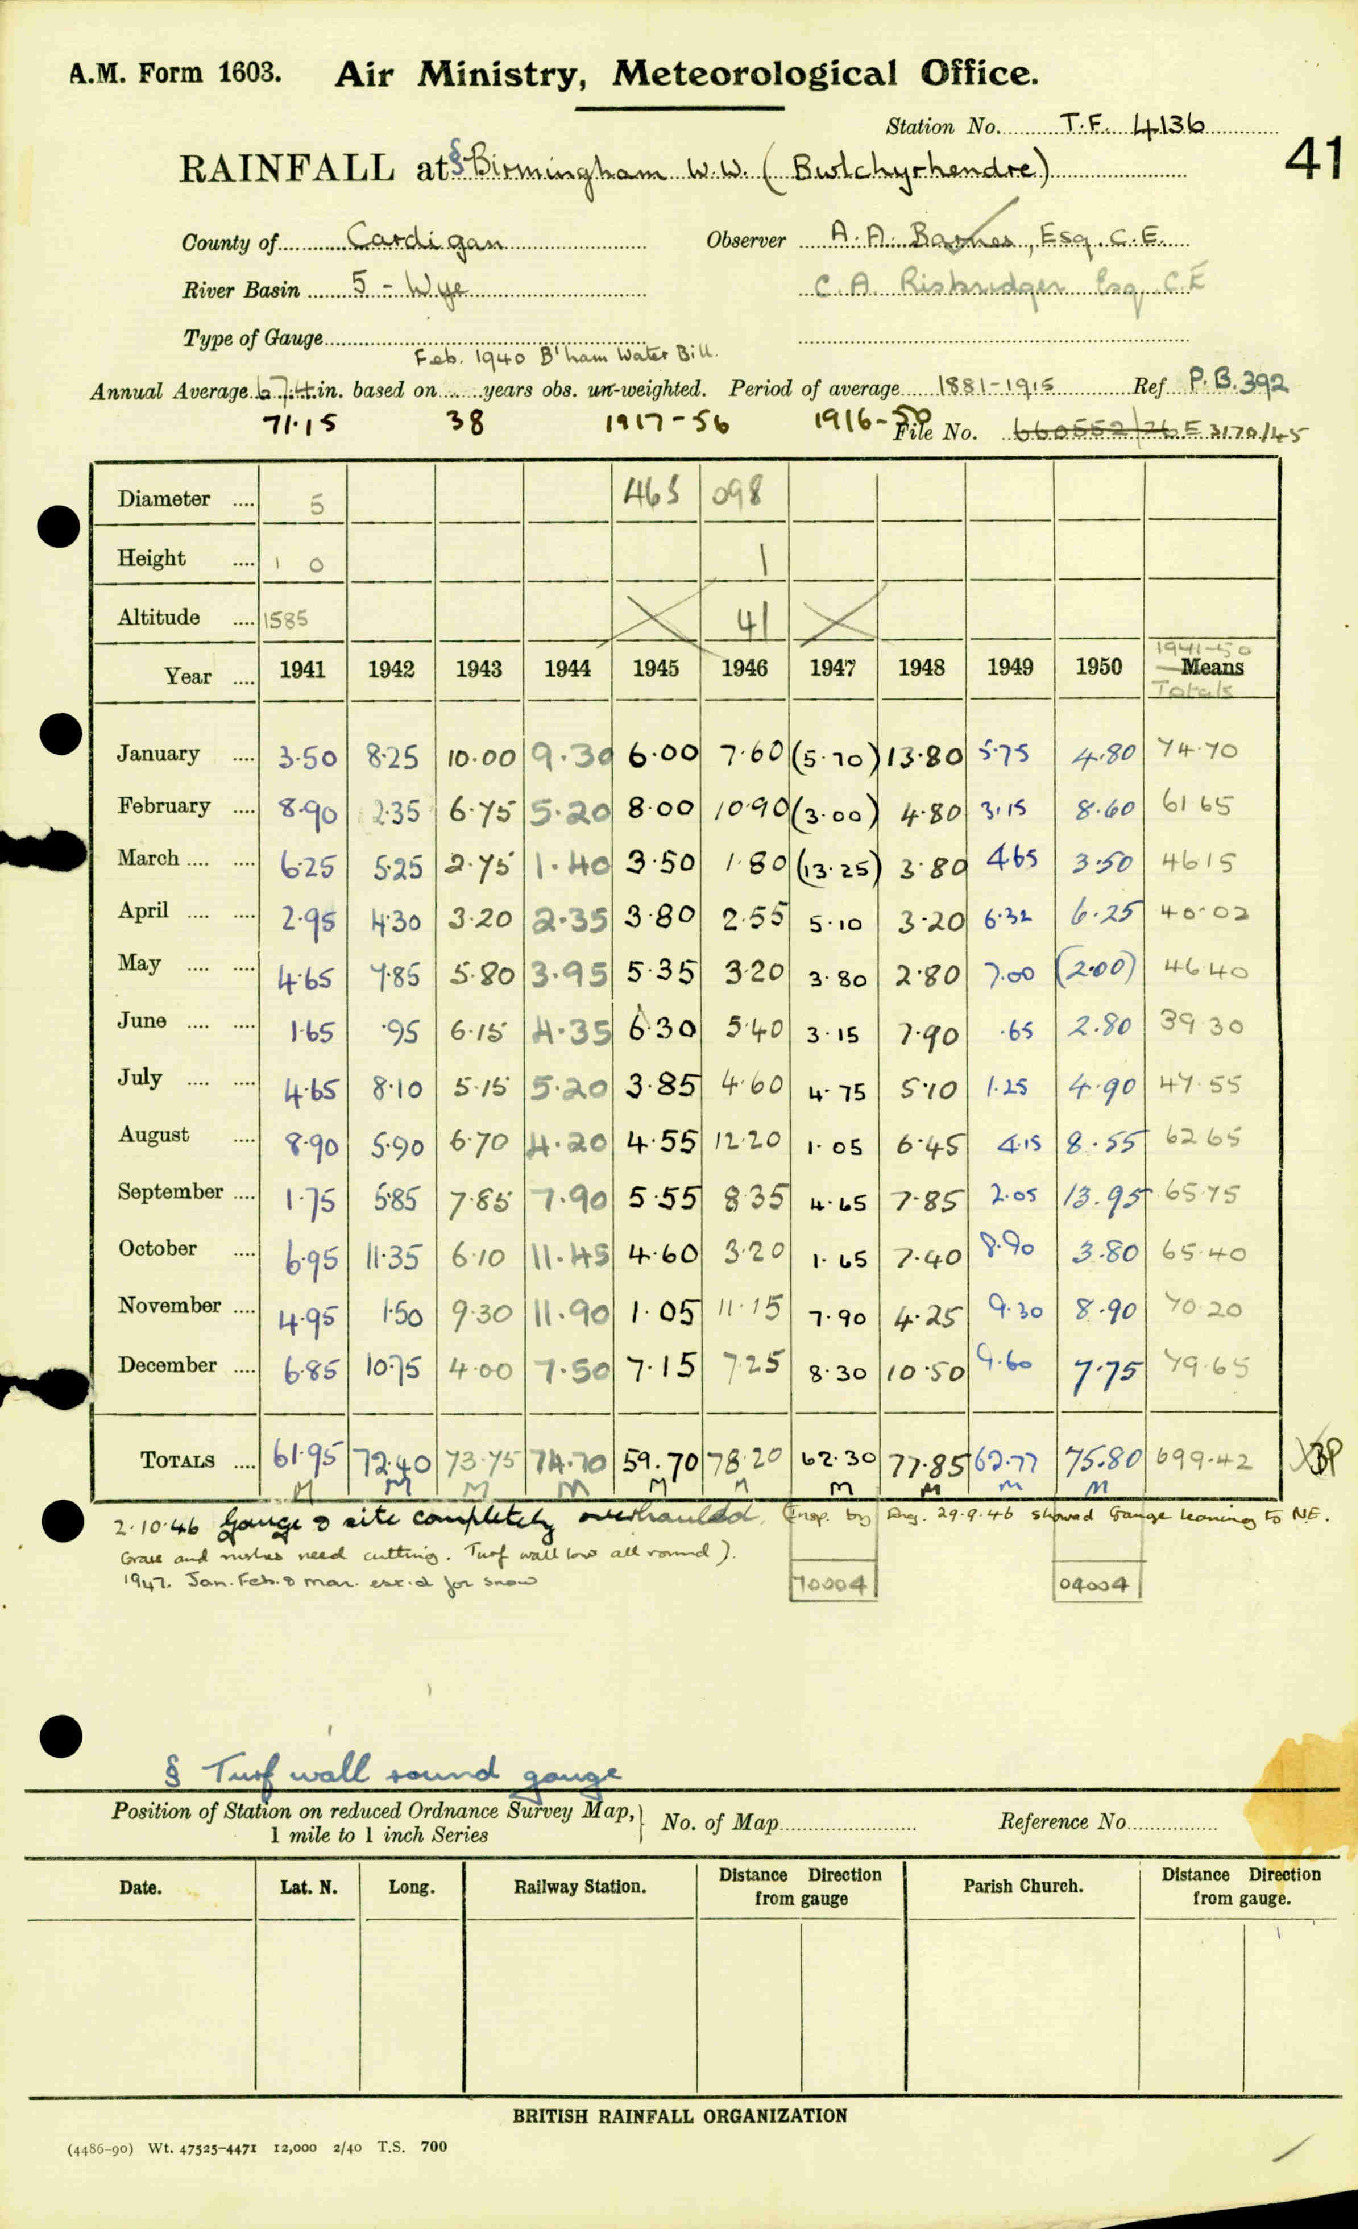 A.M. Form 1603. Air Ministry, Meteorological Office.
Station No. T.F. 4136
41
RAINFALL at § Birmingham W.W. (Bwlchyrhendre)
County of Cardigan Observer A.A. Barnes, Esq. C.E.
River Basin 5 - Wye C. A. Risbridger Esq C.E
Type of Gauge
Feb. 1940 B'ham Water Bill.
Annual Average 67.4 in. based on years obs. un-weighted. Period of average 1881-1915 Ref P.B. 392
71.15 38 1917-56 1916-50 File No. 660552/26 E 3170/45
Diameter .... 5 463 098
Height .... 1 0 1
Altitude .... 1585 41
1941-50
Year .... 1941 1942 1943 1944 1945 1946 1947 1948 1949 1950 Means
Totals
January .... 3.50 8.25 10.00 9.30 6.00 7.60 (5.70) 13.80 5.75 4.80 74.70
February .... 8.90 2.35 6.75 5.20 8.00 10.90 (3.00) 4.80 3.15 8.60 61.65
March .... .... 6.25 5.25 2.75 1.40 3.50 1.80 (13.25) 3.80 4.65 3.50 46.15
April .... .... 2.95 4.30 3.20 2.35 3.80 2.55 5.10 3.20 6.32 6.25 40.02
May .... .... 4.65 7.85 5.80 3.95 5.35 3.20 3.80 2.80 7.00 (2.00) 46.40
June .... .... 1.65 .95 6.15 4.35 6.30 5.40 3.15 7.90 .65 2.80 39.30
July .... .... 4.65 8.10 5.15 5.20 3.85 4.60 4.75 5.10 1.25 4.90 47.55
August .... 8.90 5.90 6.70 4.20 4.55 12.20 1.05 6.45 4.15 8.55 62.65
September .... 1.75 5.85 7.85 7.90 5.55 8.35 4.65 7.85 2.05 13.95 65.75
October .... 6.95 11.35 6.10 11.45 4.60 3.20 1.65 7.40 8.90 3.80 65.40
November .... 4.95 1.50 9.30 11.90 1.05 11.15 7.90 4.25 9.30 8.90 70.20
December .... 6.85 10.75 4.00 7.50 7.15 7.25 8.30 10.50 9.60 7.75 79.65
TOTALS .... 61.95 72.40 73.75 74.70 59.70 78.20 62.30 77.85 62.77 75.80 699.42
M M M M M M M M M M
2.10.46 Gauge & site completely overhauled. (Insp. by Eng. 29.9.46 showed Gauge leaning to NE.
Grass and rushes need cutting. Turf wall low all round).
1947. Jan. Feb. & Mar. est.d for snow
70004 04004
§ Turf wall round gauge
Position of Station on reduced Ordnance Survey Map, } No. of Map Reference No.
1 mile to 1 inch Series
Date. Lat. N. Long. Railway Station. Distance Direction from gauge Parish Church. Distance Direction from gauge.
BRITISH RAINFALL ORGANIZATION
(4486-90) Wt. 47525-4471 12,000 2/40 T.S. 700